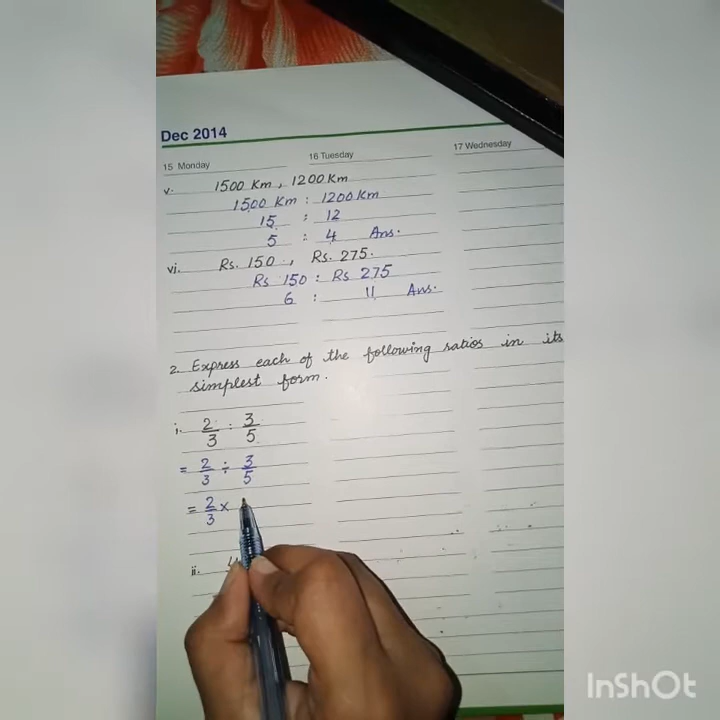 Dec 2014
15 Monday
16 Tuesday
17 Wednesday
v. 1500 Km, 1200 Km
1500 Km : 1200 Km
15 : 12
5 : 4 Ans.
vi. Rs. 150, Rs. 275.
Rs 150 : Rs 275
6 : 11 Ans.
2. Express each of the following ratios in its
simplest form.
i. 2/3 : 3/5
= 2/3 ÷ 3/5
= 2/3 ×
ii.
InShOt